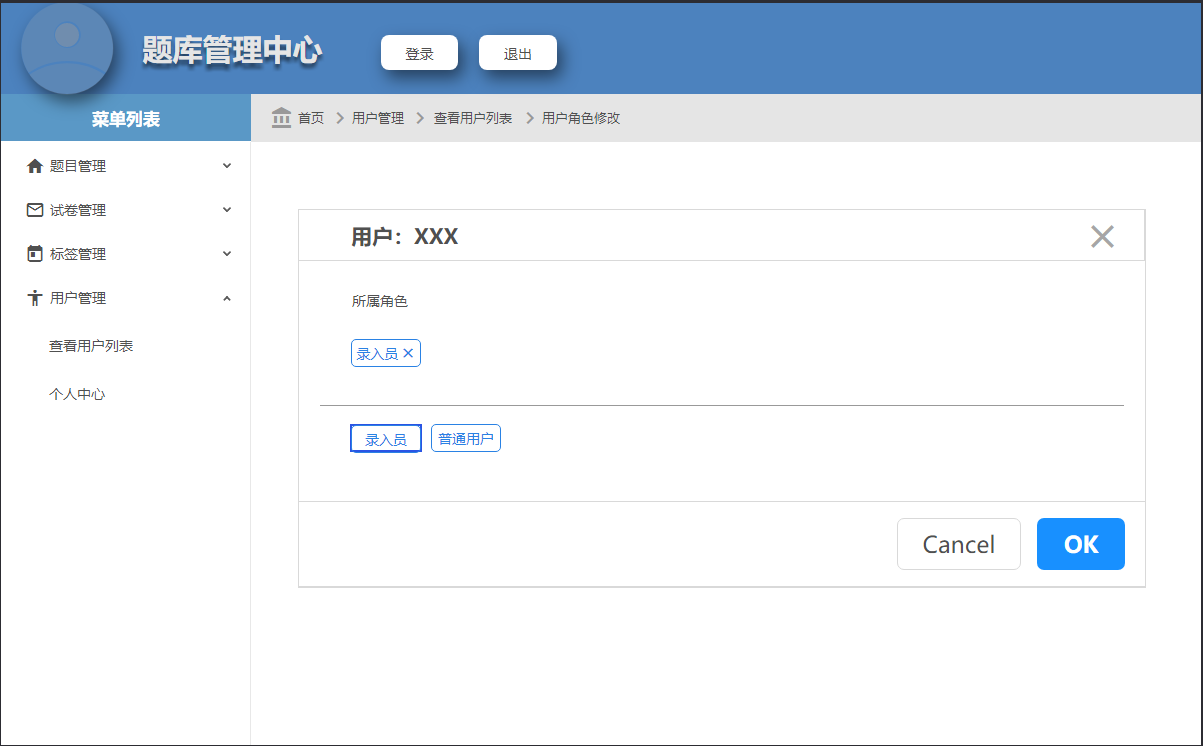 题库管理中心
登录
退出
菜单列表
首页
用户管理
查看用户列表
用户角色修改
题目管理
试卷管理
标签管理
用户管理
查看用户列表
个人中心
用户：XXX
所属角色
录入员
录入员
普通用户
Cancel
OK